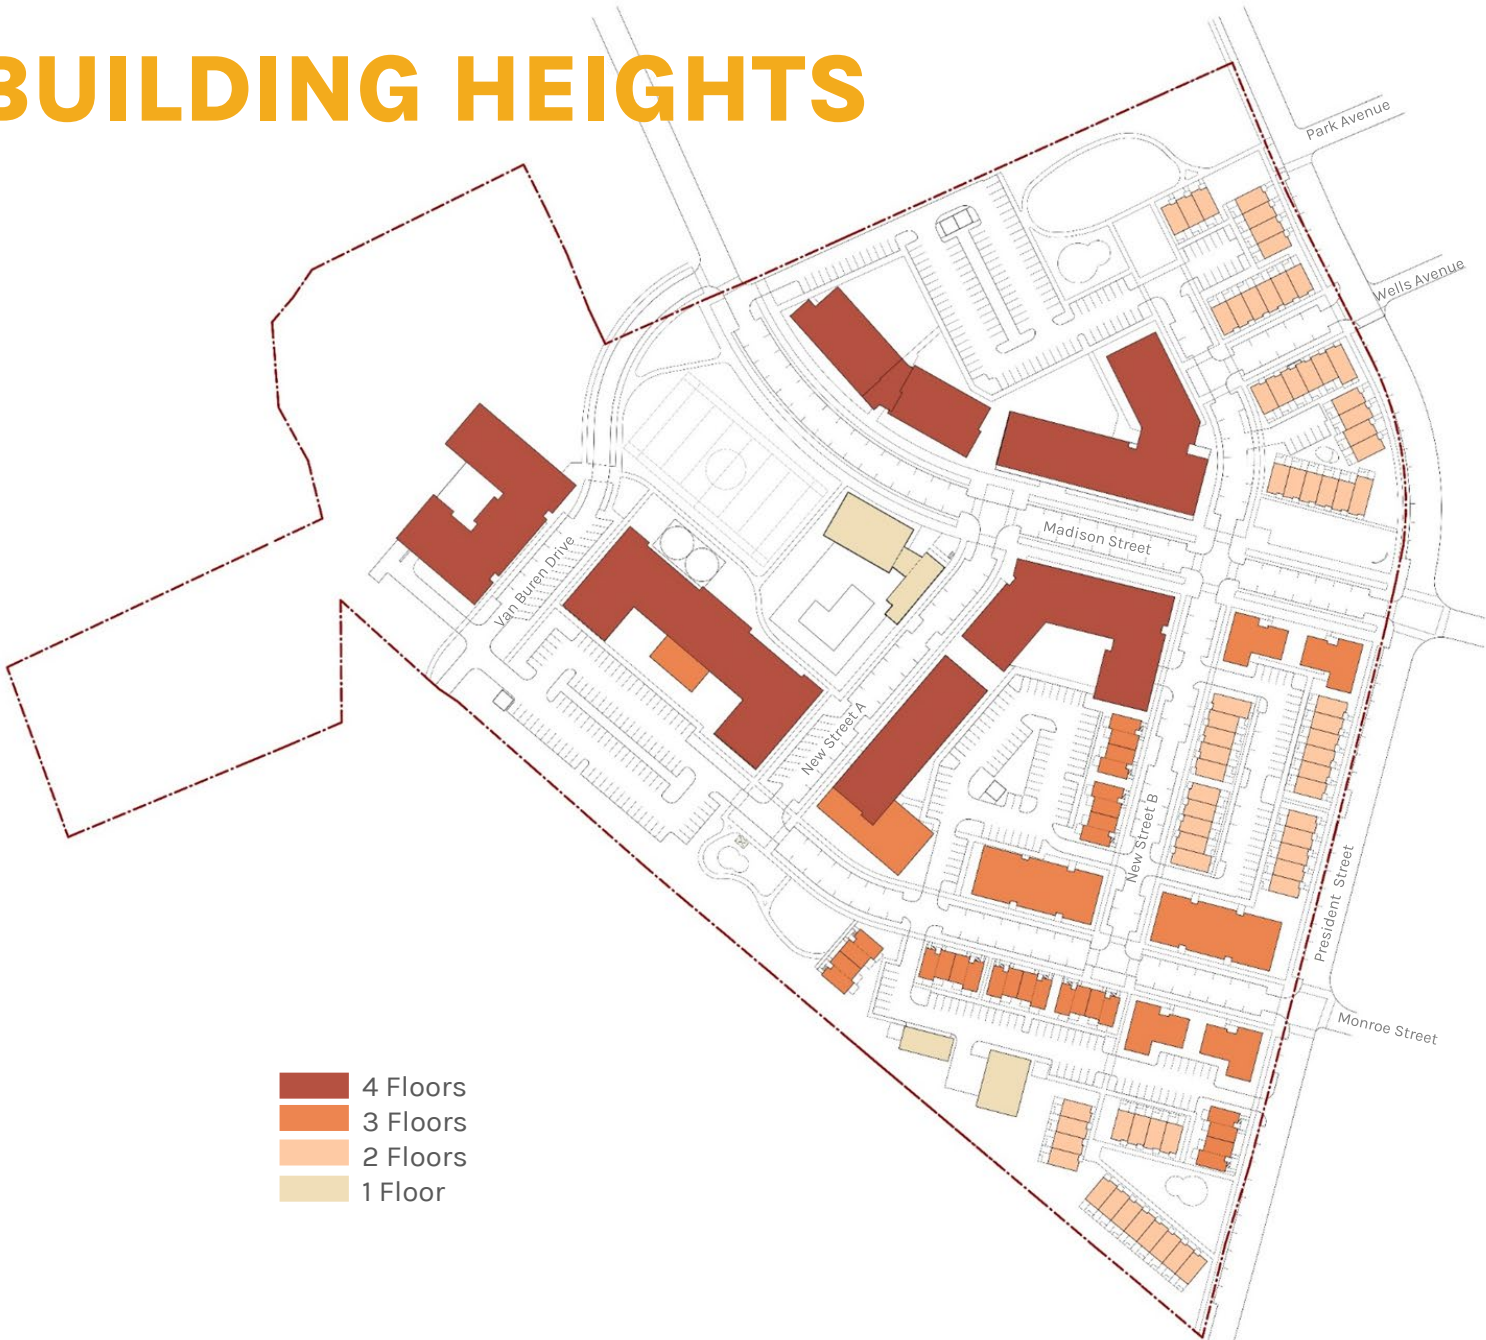 BUILDING HEIGHTS
Park Avenue
Wells Avenue
Madison Street
Van Buren Drive
New Street A
New Street B
President Street
Monroe Street
4 Floors
3 Floors
2 Floors
1 Floor